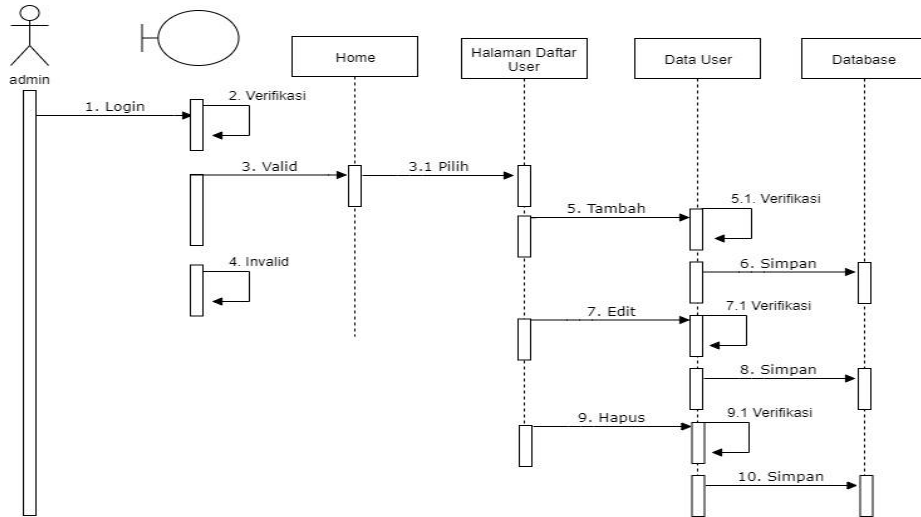 admin
Home
Halaman Daftar
User
Data User
Database
1. Login
2. Verifikasi
3. Valid
3.1 Pilih
4. Invalid
5. Tambah
5.1. Verifikasi
6. Simpan
7. Edit
7.1 Verifikasi
8. Simpan
9. Hapus
9.1 Verifikasi
10. Simpan